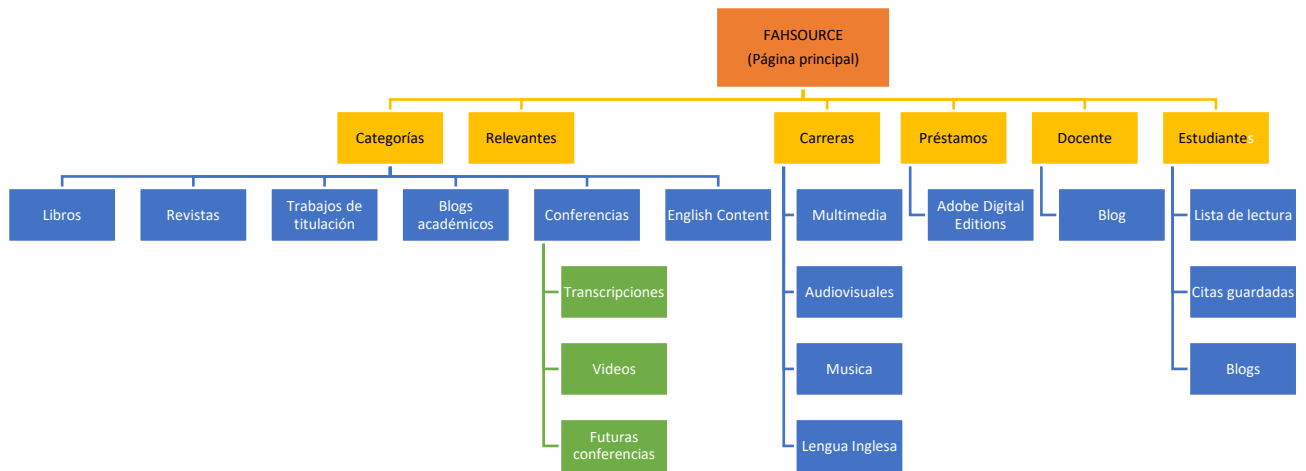 FAHSOURCE
(Página principal)
Categorías
Relevantes
Carreras
Préstamos
Docente
Estudiantes
Libros
Revistas
Trabajos de
titulación
Blogs
académicos
Conferencias
English Content
Multimedia
Adobe Digital
Editions
Blog
Lista de lectura
Transcripciones
Audiovisuales
Citas guardadas
Videos
Musica
Blogs
Futuras
conferencias
Lengua Inglesa